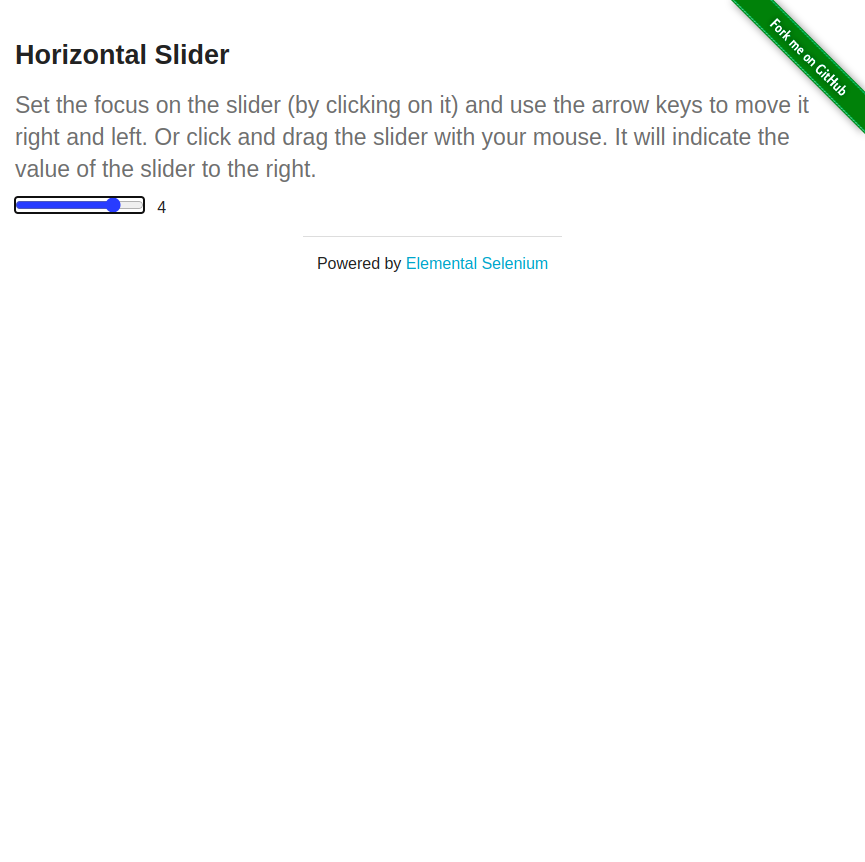 Fork me on GitHub
Horizontal Slider
Set the focus on the slider (by clicking on it) and use the arrow keys to move it
right and left. Or click and drag the slider with your mouse. It will indicate the
value of the slider to the right.
4
Powered by Elemental Selenium